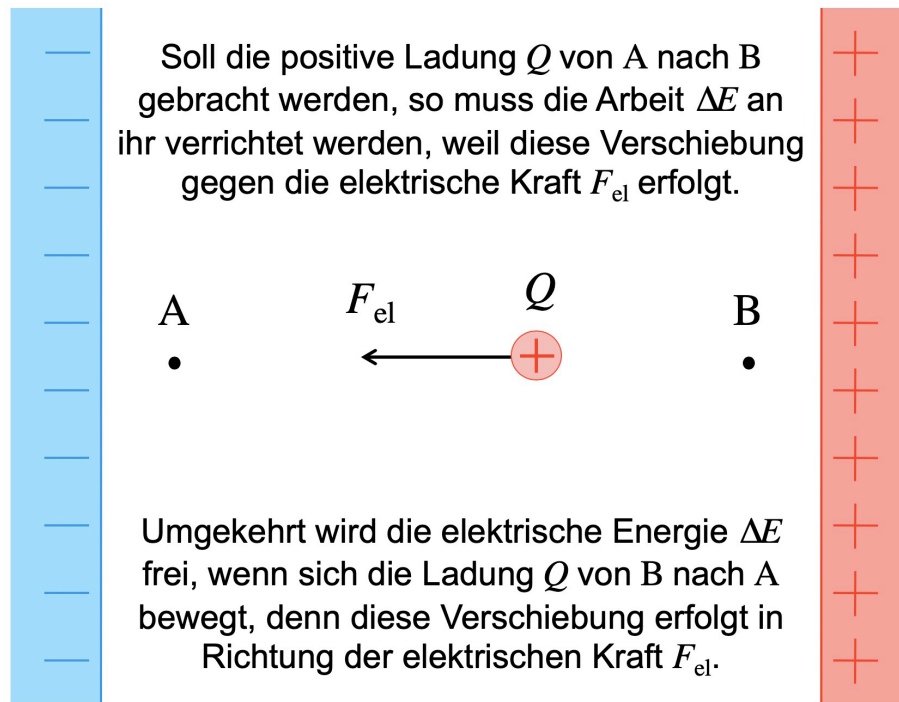 Soll die positive Ladung Q von A nach B
gebracht werden, so muss die Arbeit ΔE an
ihr verrichtet werden, weil diese Verschiebung
gegen die elektrische Kraft Fel erfolgt.
A
Fel
Q
B
Umgekehrt wird die elektrische Energie ΔE
frei, wenn sich die Ladung Q von B nach A
bewegt, denn diese Verschiebung erfolgt in
Richtung der elektrischen Kraft Fel.